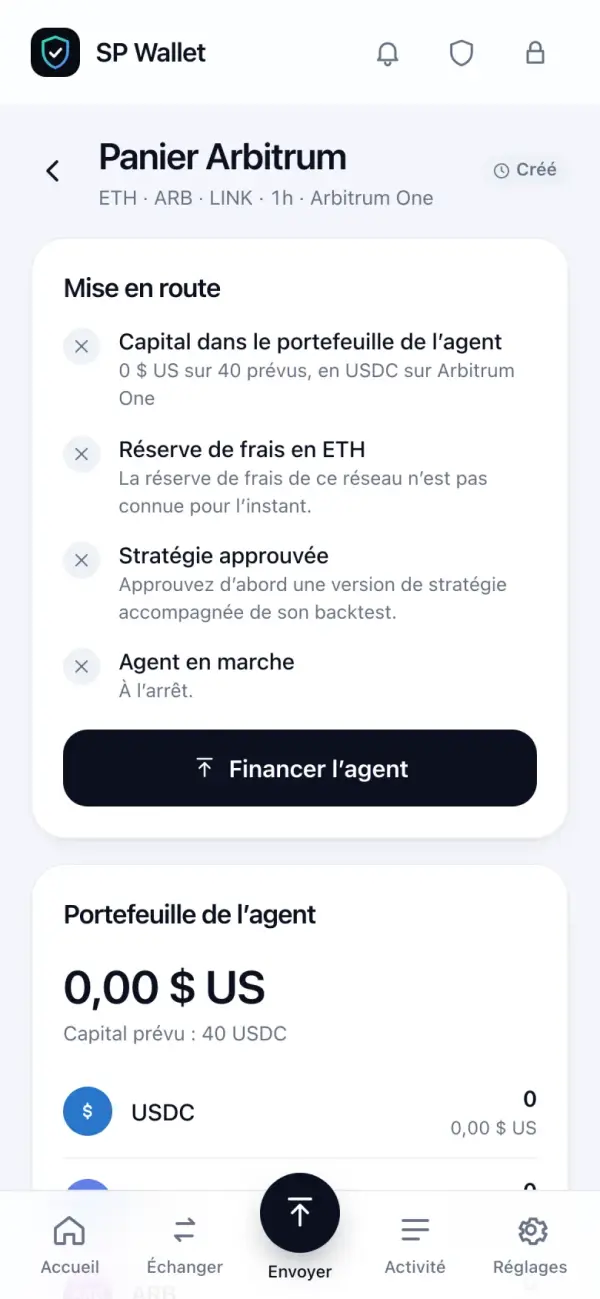 SP Wallet
Panier Arbitrum
Créé
ETH · ARB · LINK · 1h · Arbitrum One
Mise en route
Capital dans le portefeuille de l’agent
0 $ US sur 40 prévus, en USDC sur Arbitrum
One
Réserve de frais en ETH
La réserve de frais de ce réseau n’est pas
connue pour l’instant.
Stratégie approuvée
Approuvez d’abord une version de stratégie
accompagnée de son backtest.
Agent en marche
À l’arrêt.
Financer l’agent
Portefeuille de l’agent
0,00 $ US
Capital prévu : 40 USDC
$
USDC
0
0,00 $ US
Accueil
Échanger
Envoyer
Activité
Réglages
ARB